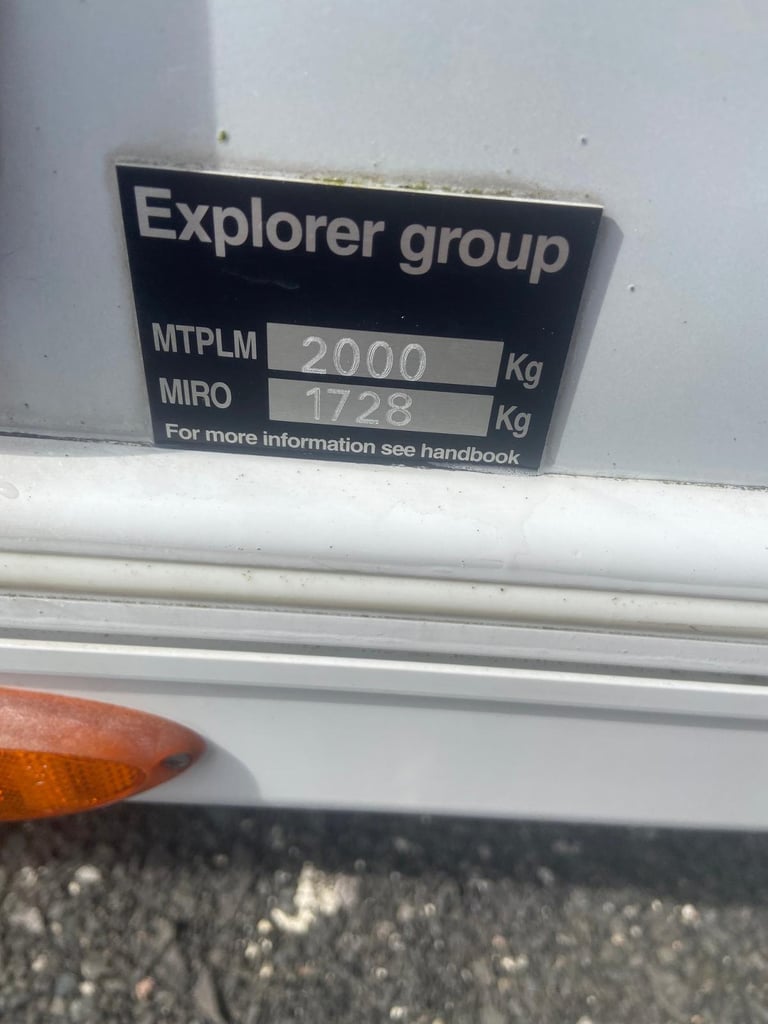 Explorer group
MTPLM 2000 Kg
MIRO 1728 Kg
For more information see handbook